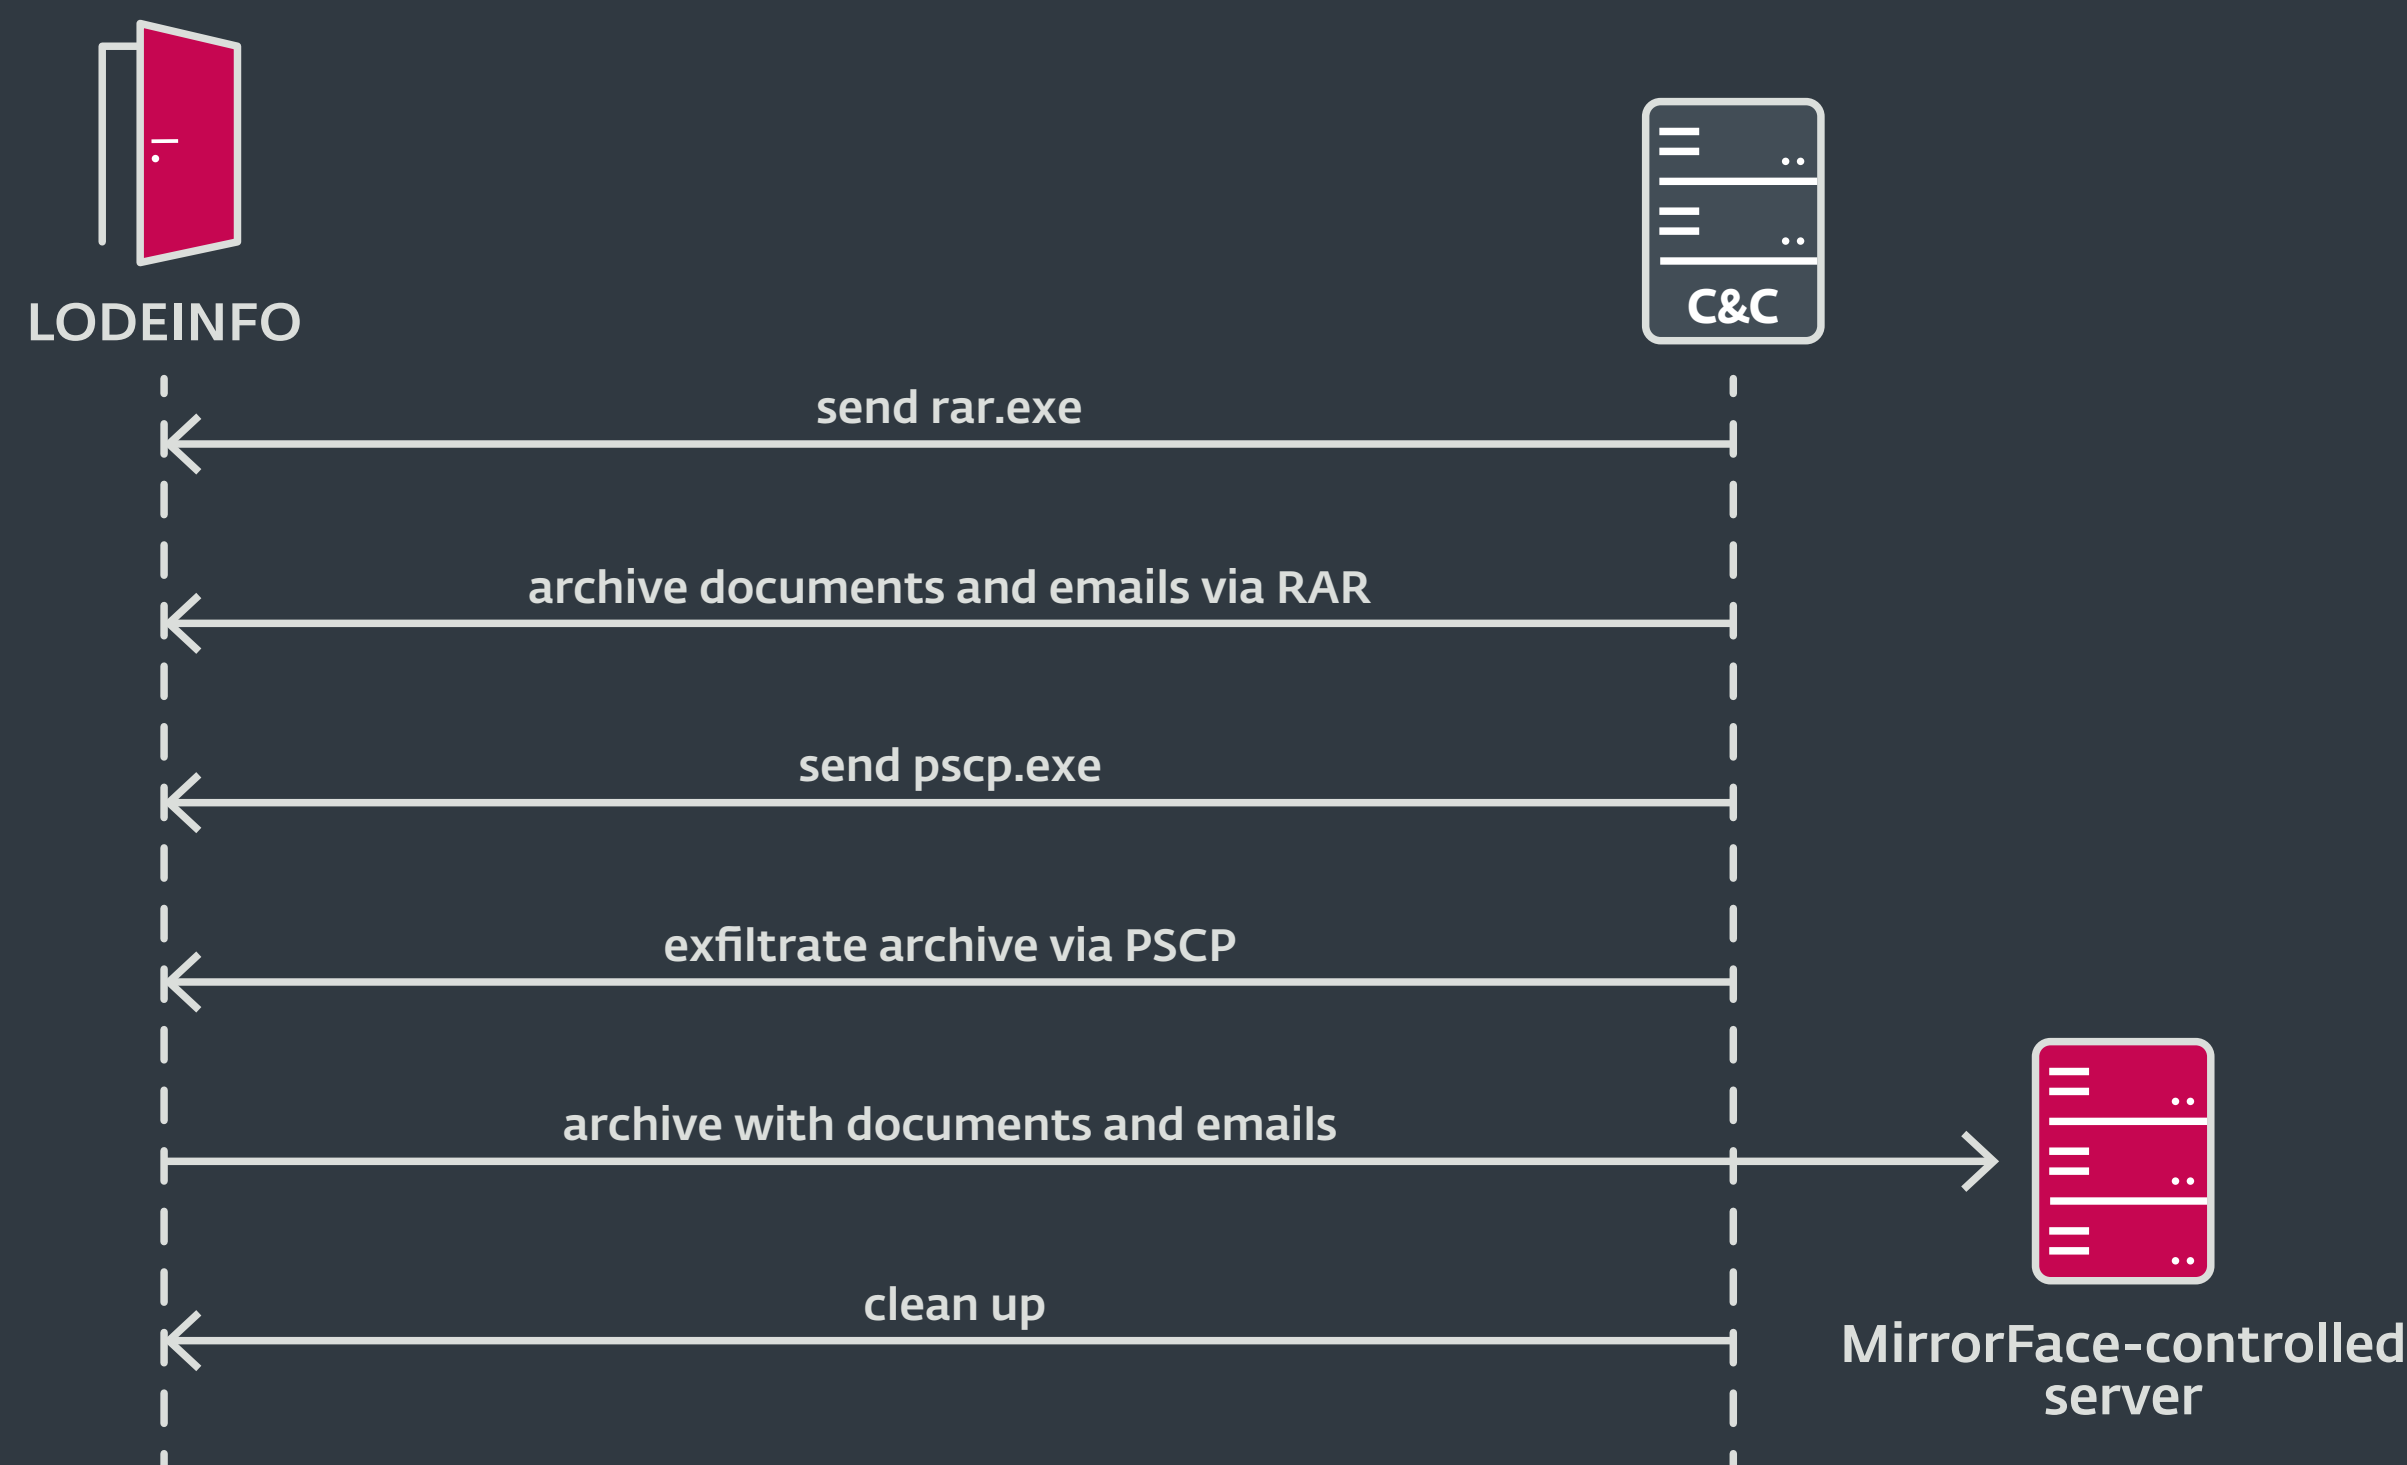 LODEINFO
C&C
send rar.exe
archive documents and emails via RAR
send pscp.exe
exfiltrate archive via PSCP
archive with documents and emails
clean up
MirrorFace-controlled
server